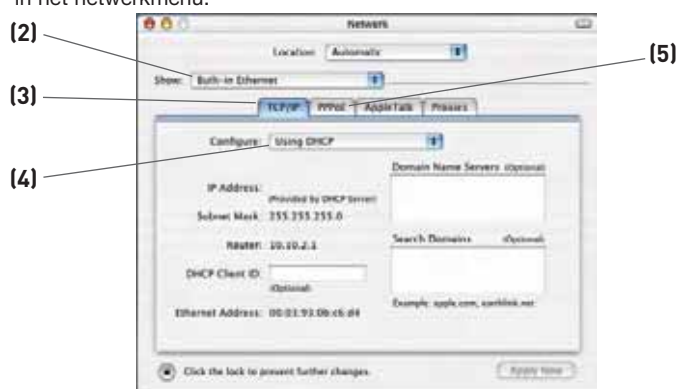 in het netwerkmenu.
(2)
Network
Location: Automatic
(5)
Show: Built-in Ethernet
(3)
TCP/IP PPPoE AppleTalk Proxies
Configure: Using DHCP
(4)
Domain Name Servers (Optional)
IP Address:
(Provided by DHCP Server)
Subnet Mask: 255.255.255.0
Router: 10.10.2.1
Search Domains (Optional)
DHCP Client ID:
(Optional)
Example: apple.com, earthlink.net
Ethernet Address: 00:03:93:0b:c6:d4
Click the lock to prevent further changes.
Apply Now